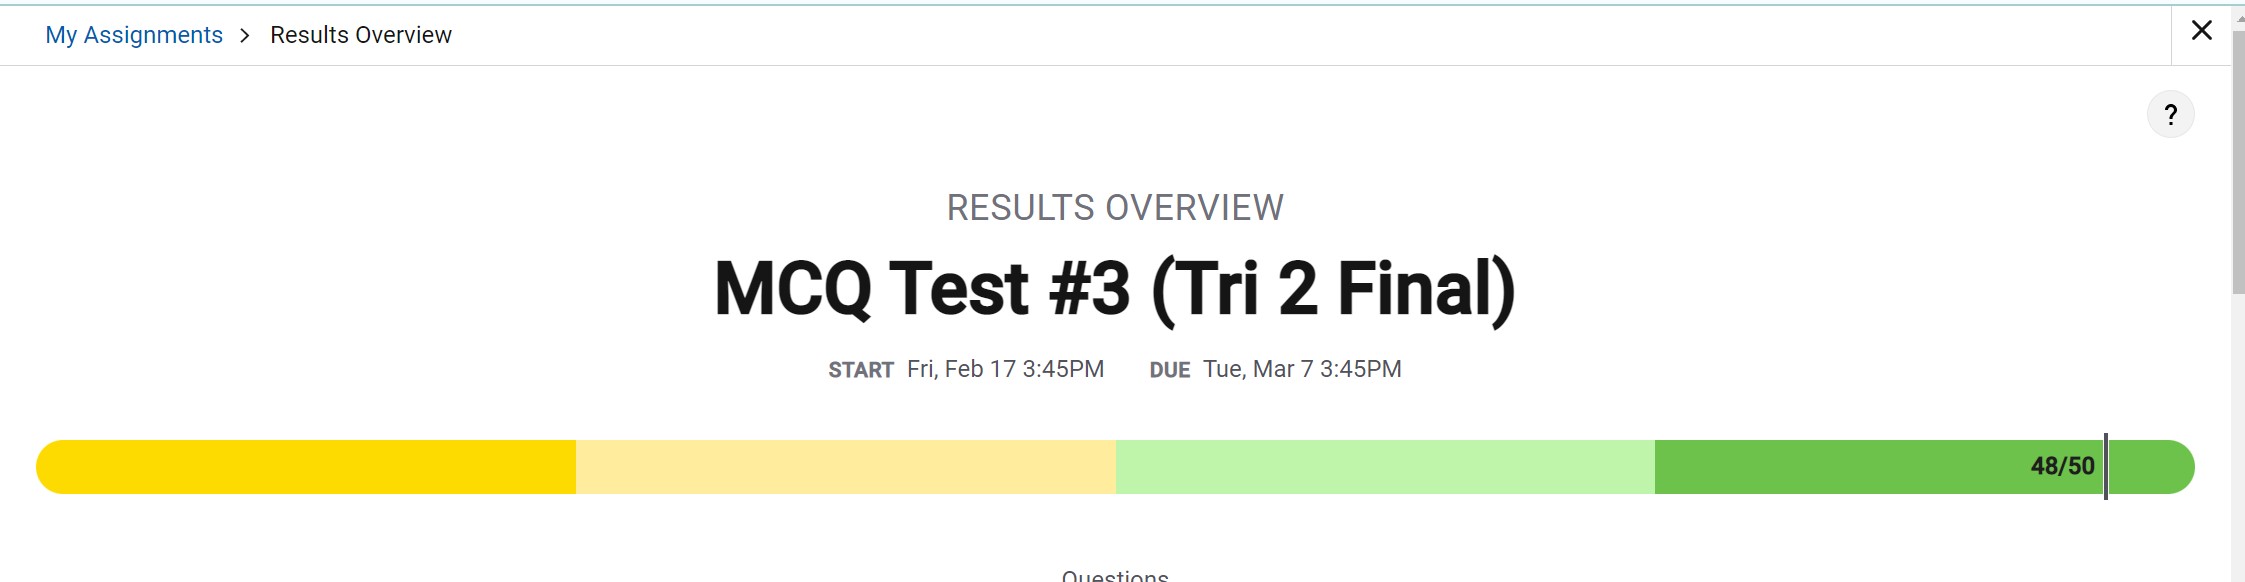 My Assignments > Results Overview
?
RESULTS OVERVIEW
MCQ Test #3 (Tri 2 Final)
START Fri, Feb 17 3:45PM DUE Tue, Mar 7 3:45PM
48/50
Questions